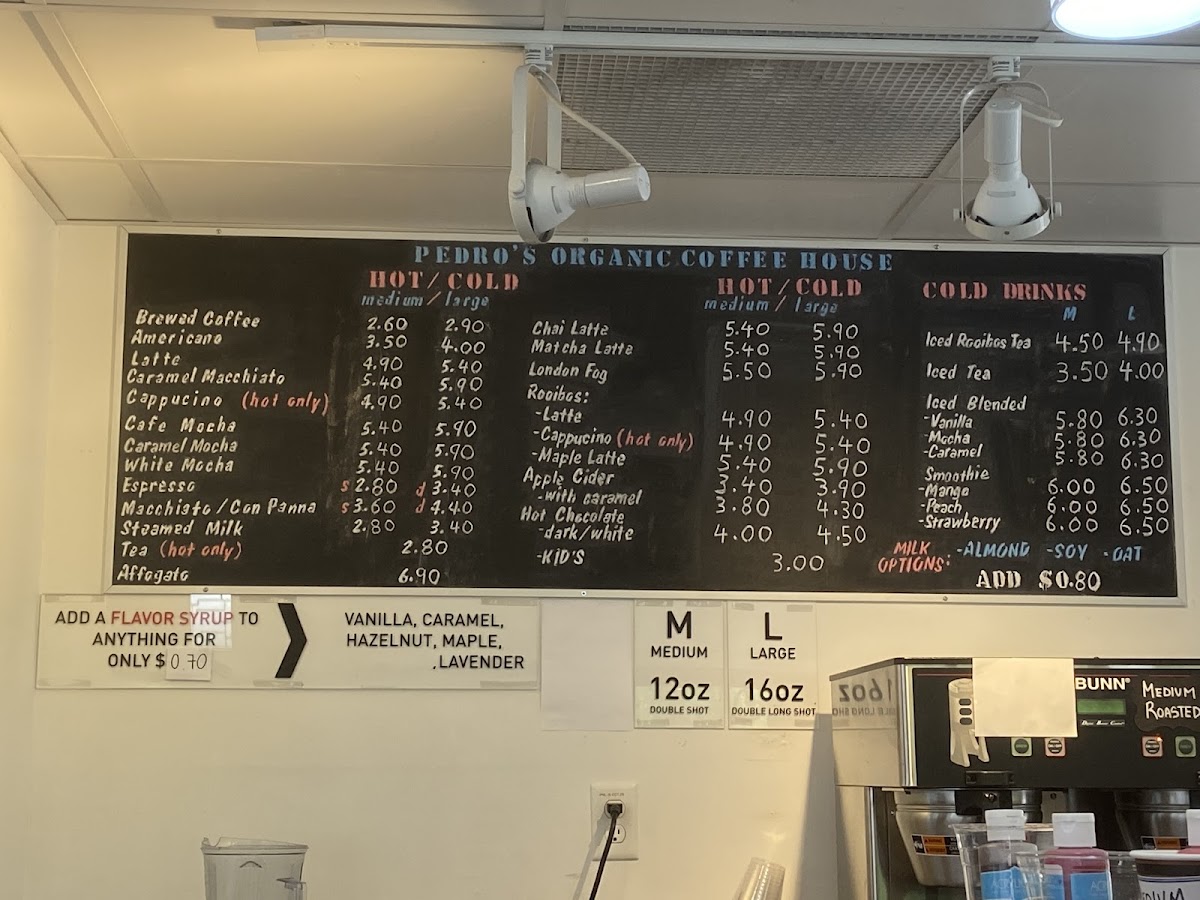 PEDRO'S ORGANIC COFFEE HOUSE
HOT/COLD
medium/large
Brewed Coffee 2.60 2.90
Americano 3.50 4.00
Latte 4.90 5.40
Caramel Macchiato 5.40 5.90
Cappucino (hot only) 4.90 5.40
Cafe Mocha 5.40 5.90
Caramel Mocha 5.40 5.90
White Mocha 5.40 5.90
Espresso s 2.80 d 3.40
Macchiato/Con Panna s 3.60 d 4.40
Steamed Milk 2.80 3.40
Tea (hot only) 2.80
Affogato 6.90
HOT/COLD
medium/large
Chai Latte 5.40 5.90
Matcha Latte 5.40 5.90
London Fog 5.50 5.90
Rooibos:
-Latte 4.90 5.40
-Cappucino (hot only) 4.90 5.40
-Maple Latte 5.40 5.90
Apple Cider 3.40 3.90
-with caramel 3.80 4.30
Hot Chocolate
-dark/white 4.00 4.50
-KID'S 3.00
COLD DRINKS
M L
Iced Rooibos Tea 4.50 4.90
Iced Tea 3.50 4.00
Iced Blended
-Vanilla 5.80 6.30
-Mocha 5.80 6.30
-Caramel 5.80 6.30
Smoothie
-Mango 6.00 6.50
-Peach 6.00 6.50
-Strawberry 6.00 6.50
MILK OPTIONS: -ALMOND -SOY -OAT
ADD $0.80
ADD A FLAVOR SYRUP TO
ANYTHING FOR
ONLY $0.70
VANILLA, CARAMEL,
HAZELNUT, MAPLE,
,LAVENDER
M
MEDIUM
12oz
DOUBLE SHOT
L
LARGE
16oz
DOUBLE LONG SHOT
BUNN®
MEDIUM
ROASTED